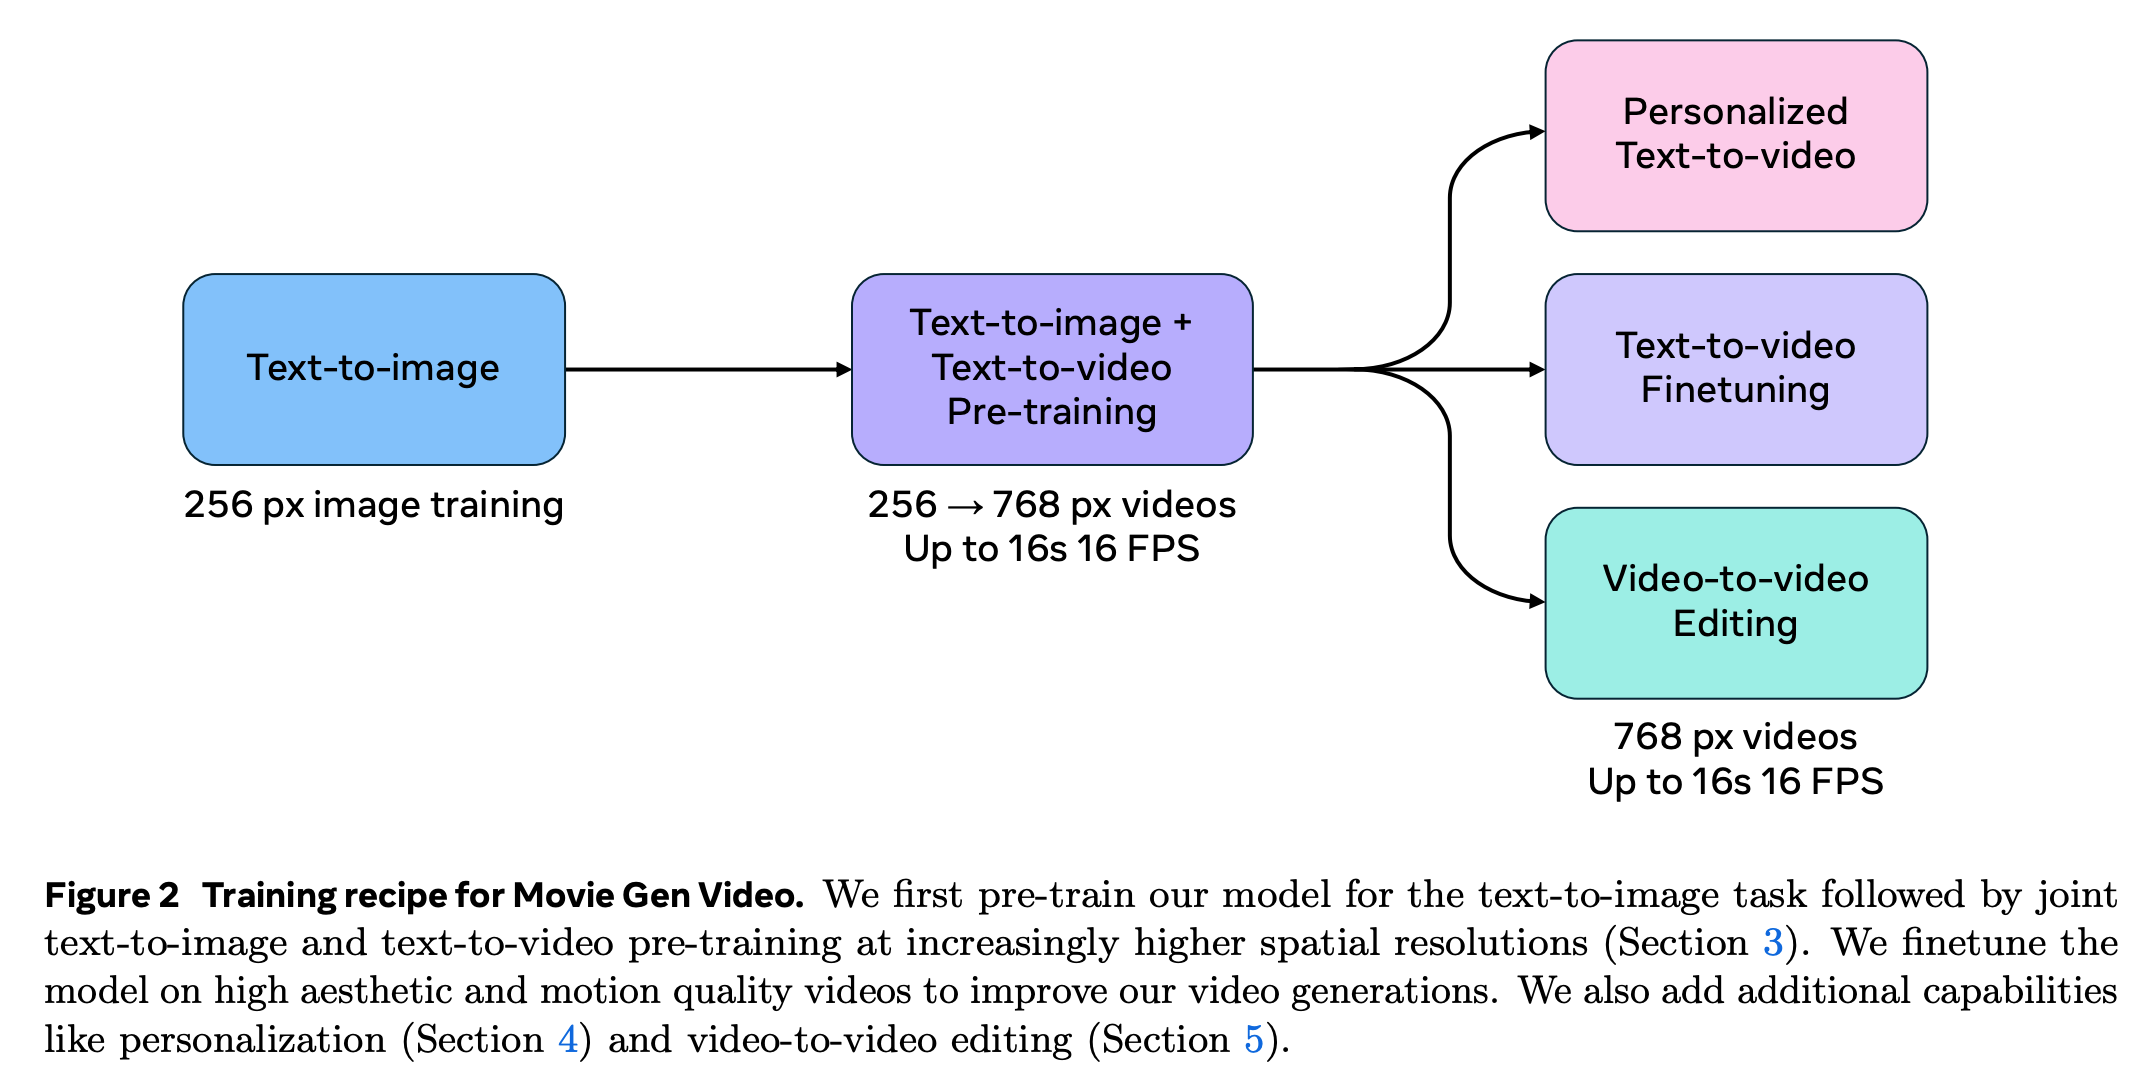 Personalized
Text-to-video
Text-to-image
256 px image training
Text-to-image +
Text-to-video
Pre-training
256 → 768 px videos
Up to 16s 16 FPS
Text-to-video
Finetuning
Video-to-video
Editing
768 px videos
Up to 16s 16 FPS
Figure 2 Training recipe for Movie Gen Video. We first pre-train our model for the text-to-image task followed by joint
text-to-image and text-to-video pre-training at increasingly higher spatial resolutions (Section 3). We finetune the
model on high aesthetic and motion quality videos to improve our video generations. We also add additional capabilities
like personalization (Section 4) and video-to-video editing (Section 5).